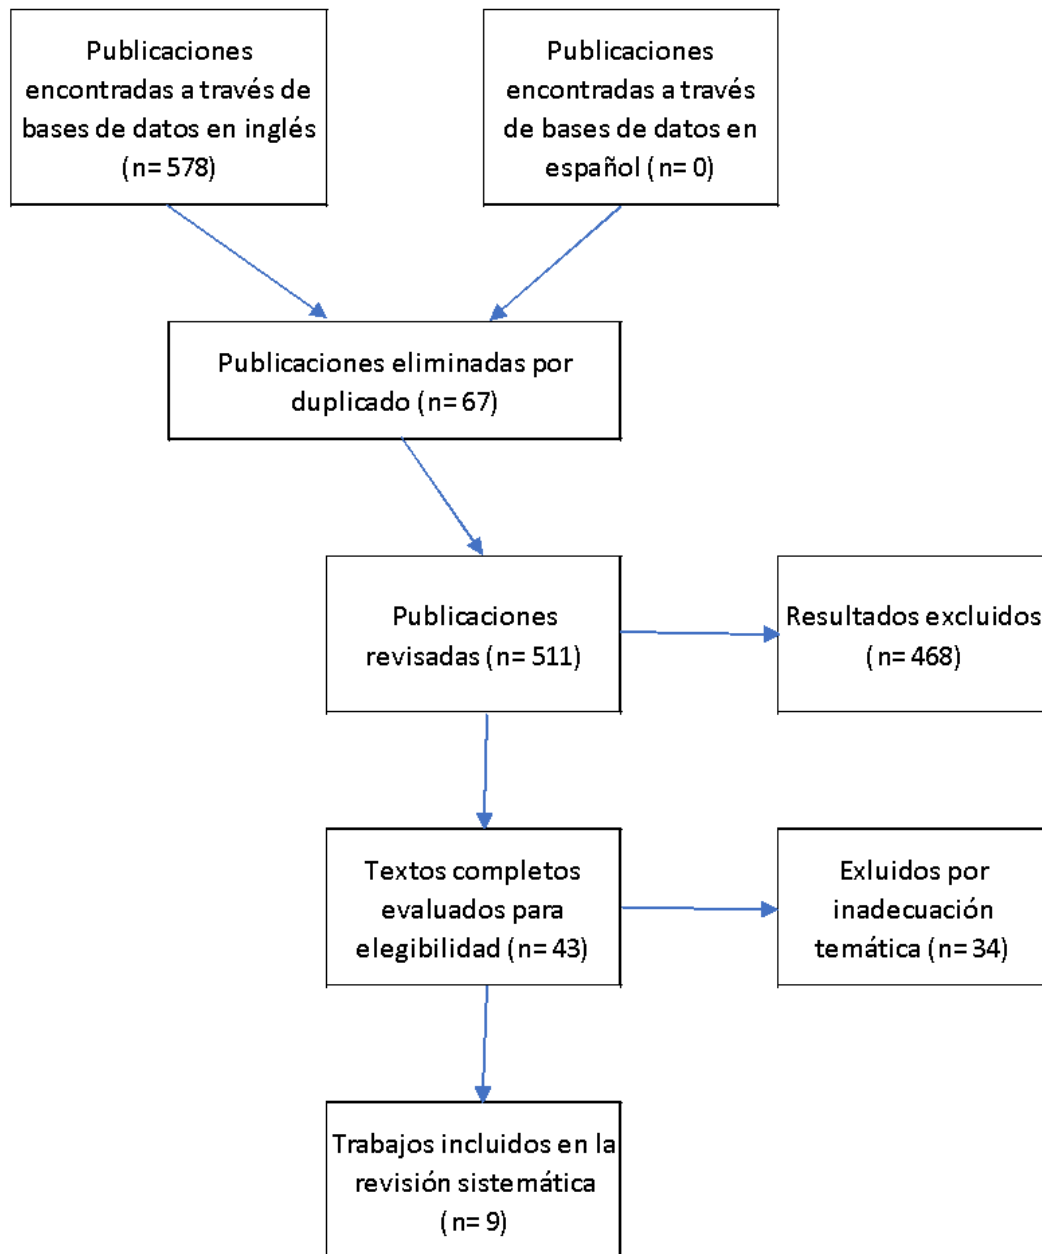 Publicaciones
encontradas a través de
bases de datos en inglés
(n= 578)
Publicaciones
encontradas a través
de bases de datos en
español (n= 0)
Publicaciones eliminadas por
duplicado (n= 67)
Publicaciones
revisadas (n= 511)
Resultados excluidos
(n= 468)
Textos completos
evaluados para
elegibilidad (n= 43)
Exluidos por
inadecuación
temática (n= 34)
Trabajos incluidos en la
revisión sistemática
(n= 9)